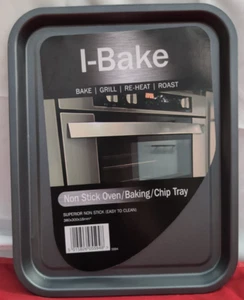 I-Bake
BAKE | GRILL | RE-HEAT | ROAST
Non Stick Oven/Baking/Chip Tray
SUPERIOR NON STICK (EASY TO CLEAN)